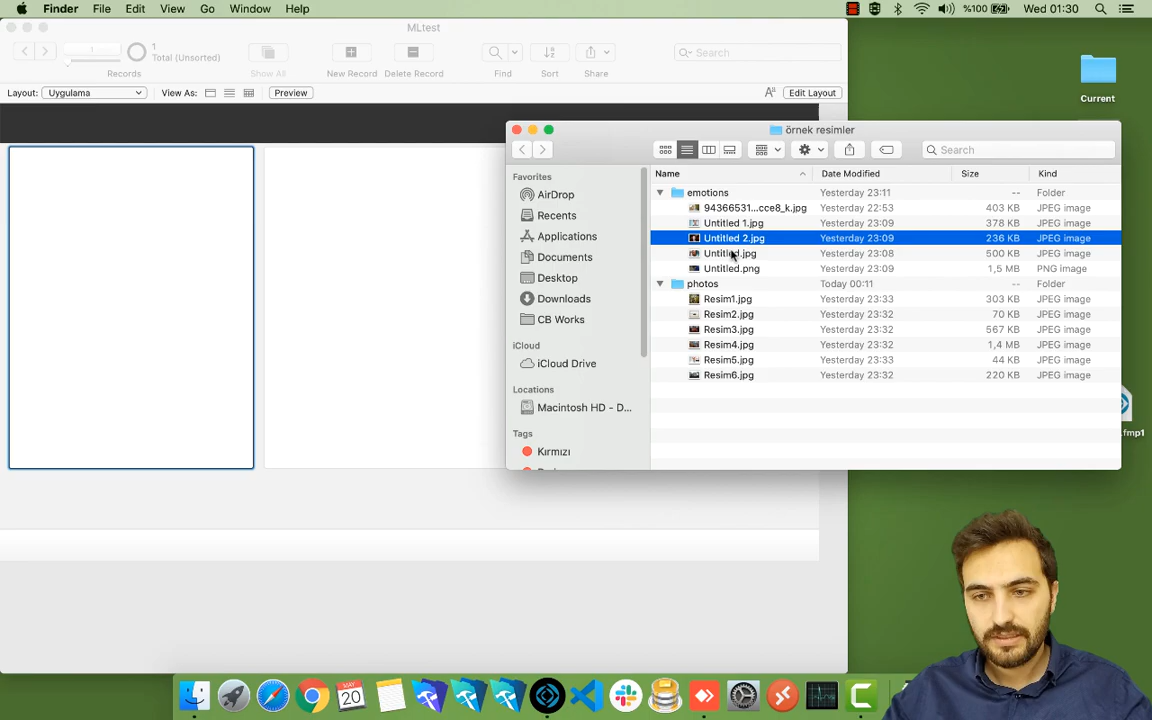 Finder File Edit View Go Window Help %100 Wed 01:30
MLtest
1
1
Total (Unsorted)
Search
Records Show All New Record Delete Record Find Sort Share
Layout: Uygulama View As: Preview Edit Layout
Current
örnek resimler
Search
Favorites
AirDrop
Recents
Applications
Documents
Desktop
Downloads
CB Works
iCloud
iCloud Drive
Locations
Macintosh HD - D...
Tags
Kırmızı
Name Date Modified Size Kind
emotions Yesterday 23:11 -- Folder
94366531...cce8_k.jpg Yesterday 22:53 403 KB JPEG image
Untitled 1.jpg Yesterday 23:09 378 KB JPEG image
Untitled 2.jpg Yesterday 23:09 236 KB JPEG image
Untitled.jpg Yesterday 23:08 500 KB JPEG image
Untitled.png Yesterday 23:09 1,5 MB PNG image
photos Today 00:11 -- Folder
Resim1.jpg Yesterday 23:33 303 KB JPEG image
Resim2.jpg Yesterday 23:32 70 KB JPEG image
Resim3.jpg Yesterday 23:32 567 KB JPEG image
Resim4.jpg Yesterday 23:32 1,4 MB JPEG image
Resim5.jpg Yesterday 23:33 44 KB JPEG image
Resim6.jpg Yesterday 23:32 220 KB JPEG image
.fmp1
MAY
20